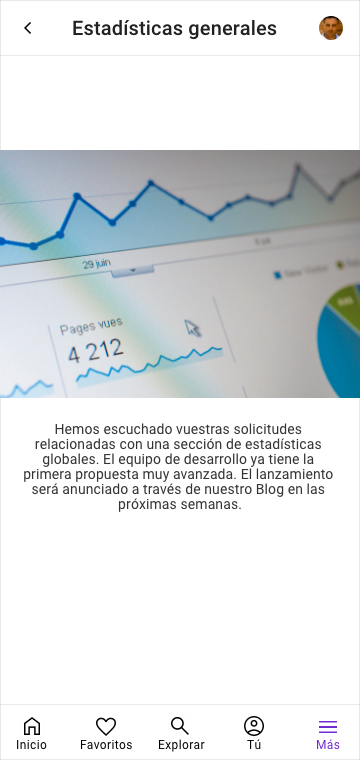 Estadísticas generales
29 juin
Pages vues
4 212
Hemos escuchado vuestras solicitudes
relacionadas con una sección de estadísticas
globales. El equipo de desarrollo ya tiene la
primera propuesta muy avanzada. El lanzamiento
será anunciado a través de nuestro Blog en las
próximas semanas.
Inicio
Favoritos
Explorar
Tú
Más